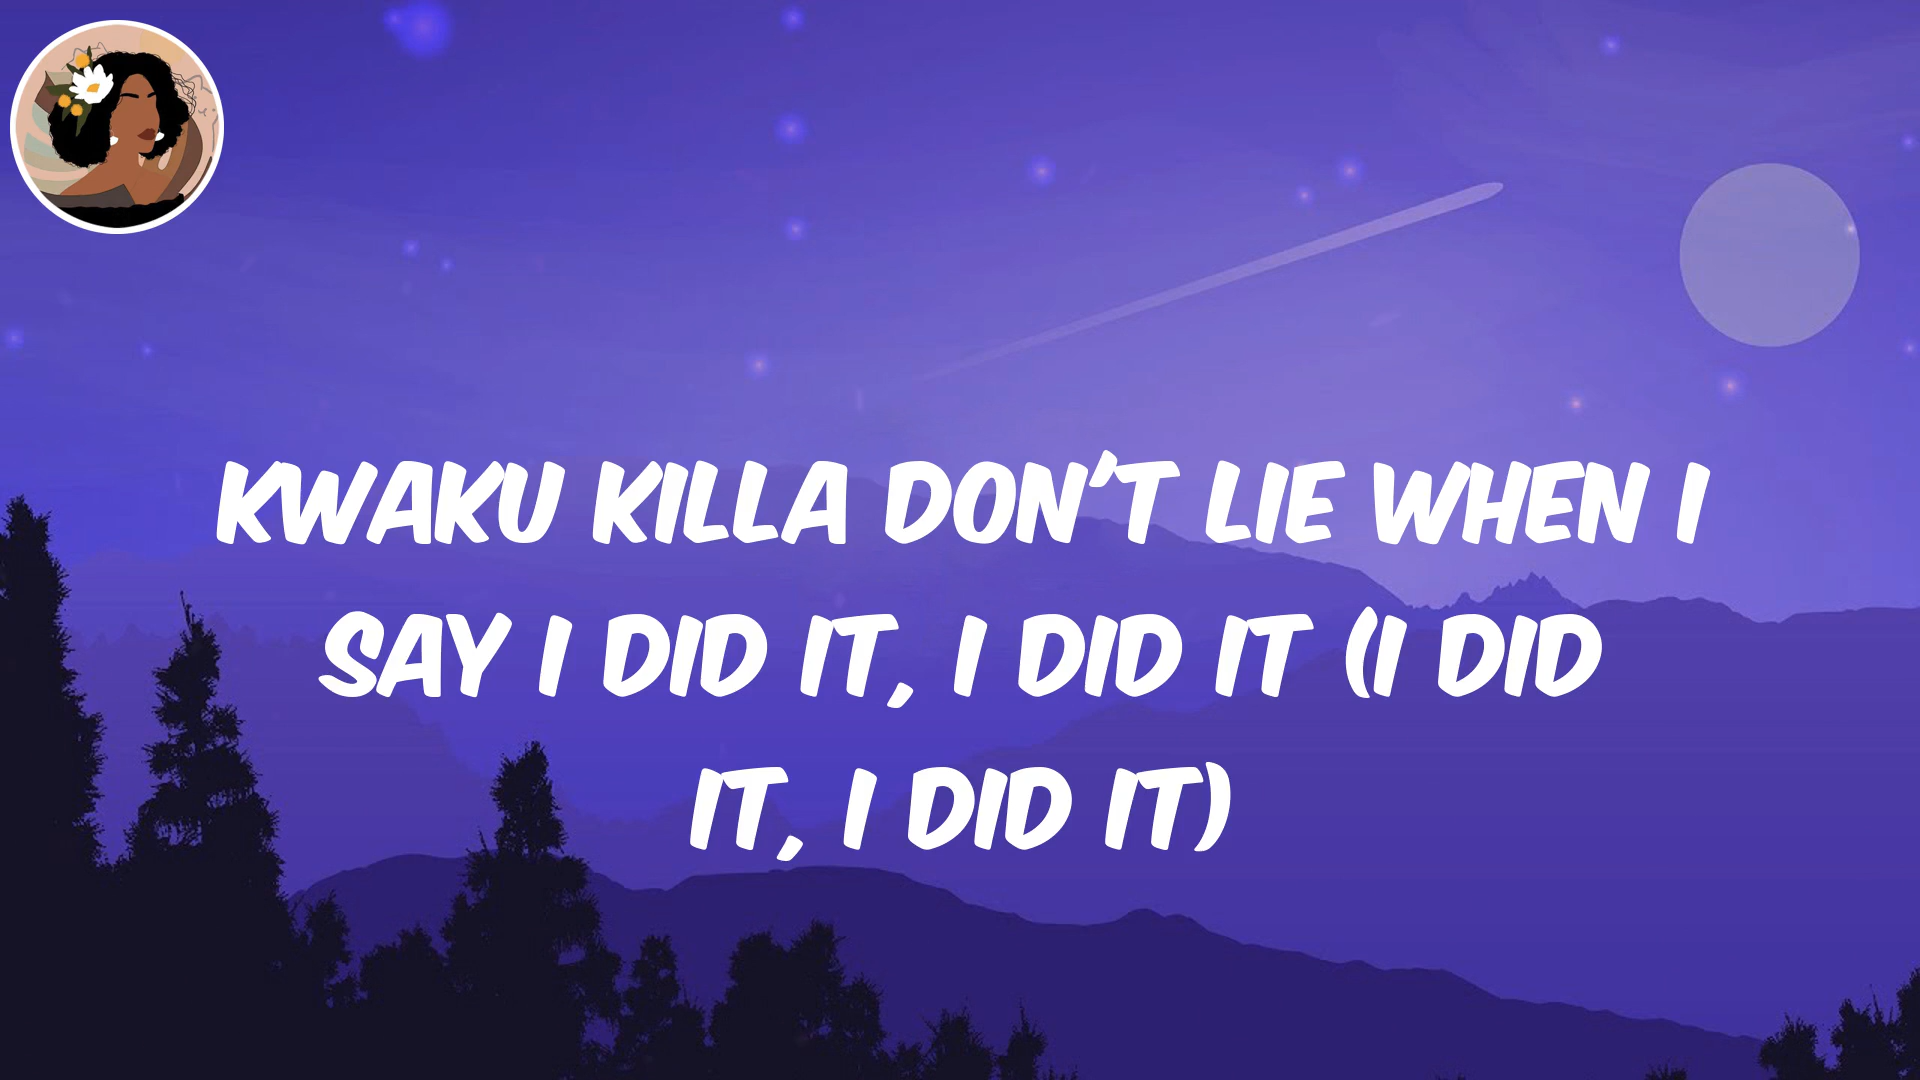 KWAKU KILLA DON'T LIE WHEN I
SAY I DID IT, I DID IT (I DID
IT, I DID IT)